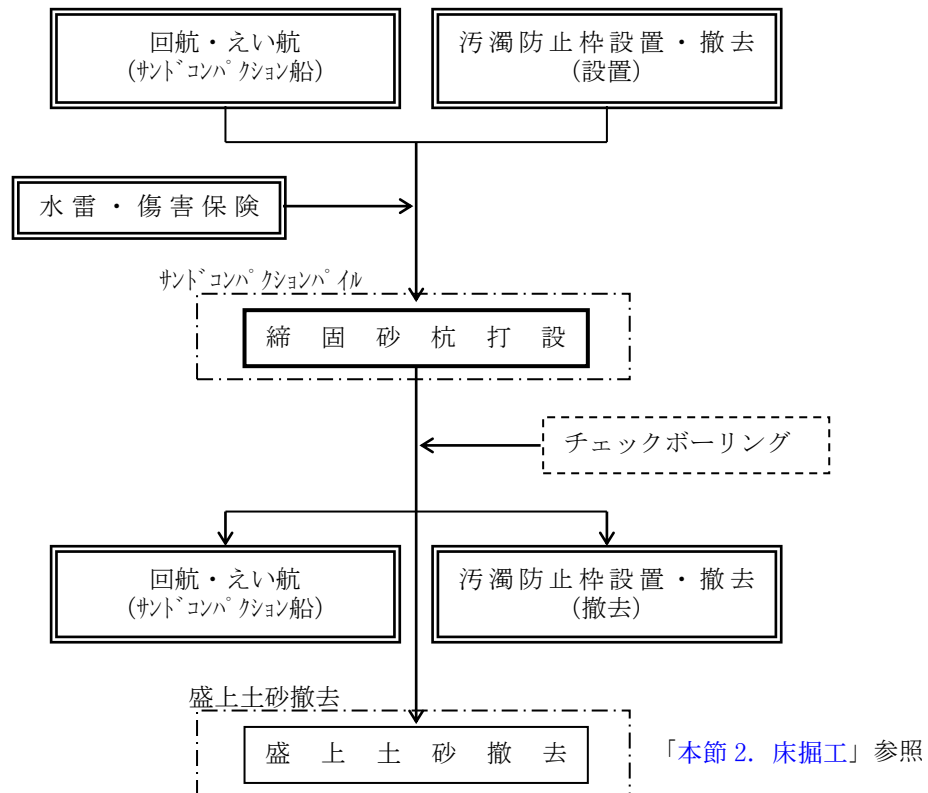 回航・えい航
(サンドコンパクション船)
汚濁防止枠設置・撤去
(設置)
水雷・傷害保険
サンドコンパクションパイル
締固砂杭打設
チェックボーリング
回航・えい航
(サンドコンパクション船)
汚濁防止枠設置・撤去
(撤去)
盛上土砂撤去
盛上土砂撤去
「本節 2. 床掘工」参照